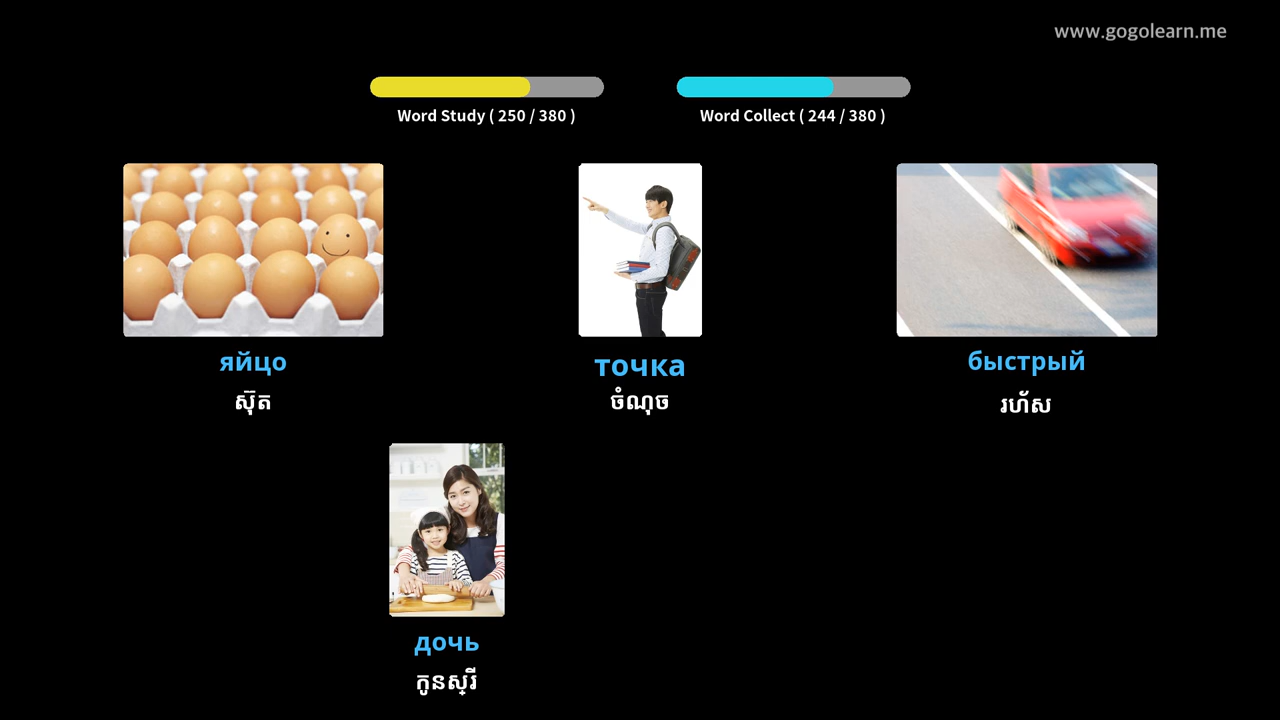 www.gogolearn.me
Word Study ( 250 / 380 )
Word Collect ( 244 / 380 )
яйцо
точка
быстрый
ស៊ុត
ចំណុច
រហ័ស
дочь
កូនស្រី